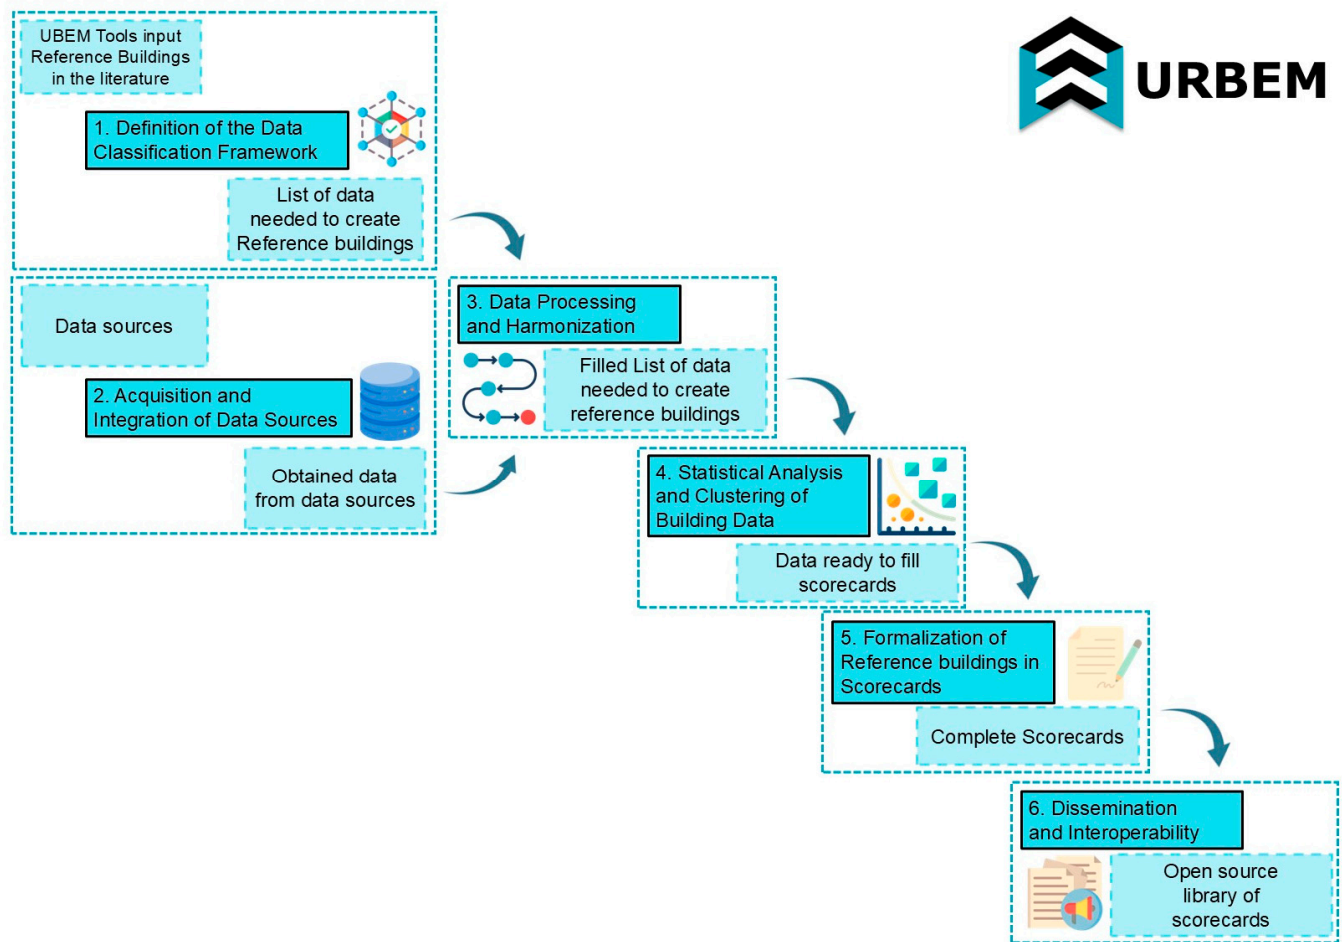 UBEM Tools input
Reference Buildings
in the literature
URBEM
1. Definition of the Data
Classification Framework
List of data
needed to create
Reference buildings
Data sources
2. Acquisition and
Integration of Data Sources
Obtained data
from data sources
3. Data Processing
and Harmonization
Filled List of data
needed to create
reference buildings
4. Statistical Analysis
and Clustering of
Building Data
Data ready to fill
scorecards
5. Formalization of
Reference buildings in
Scorecards
Complete Scorecards
6. Dissemination
and Interoperability
Open source
library of
scorecards